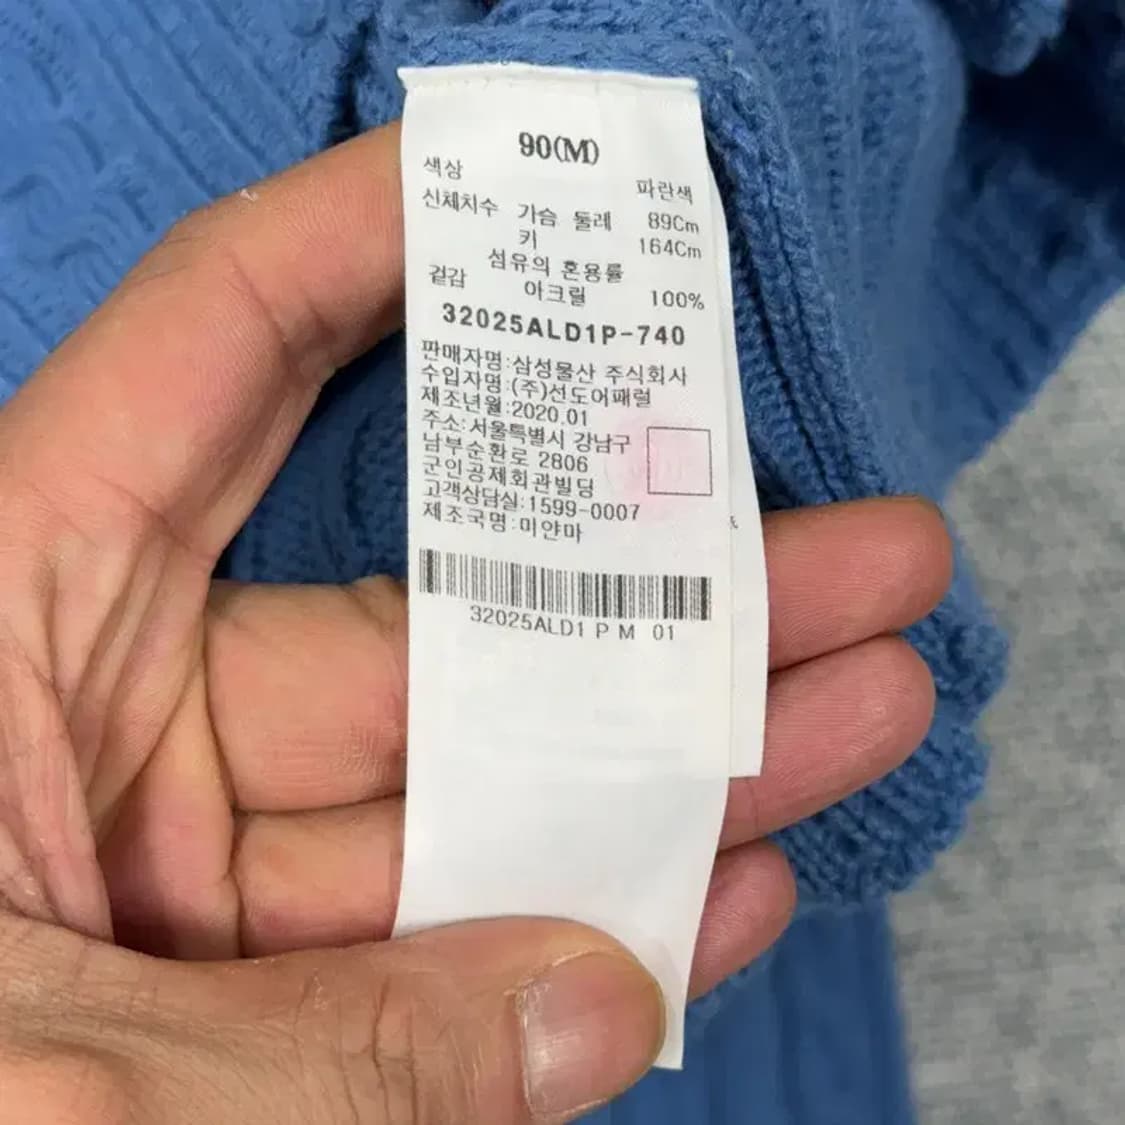 90(M)
색상 파란색
신체치수 가슴 둘레 89Cm
키 164Cm
섬유의 혼용률
겉감 아크릴 100%
32025ALD1P-740
판매자명:삼성물산 주식회사
수입자명:(주)선도어패럴
제조년월:2020.01
주소:서울특별시 강남구
남부순환로 2806
군인공제회관빌딩
고객상담실:1599-0007
제조국명:미얀마
32025ALD1 P M 01